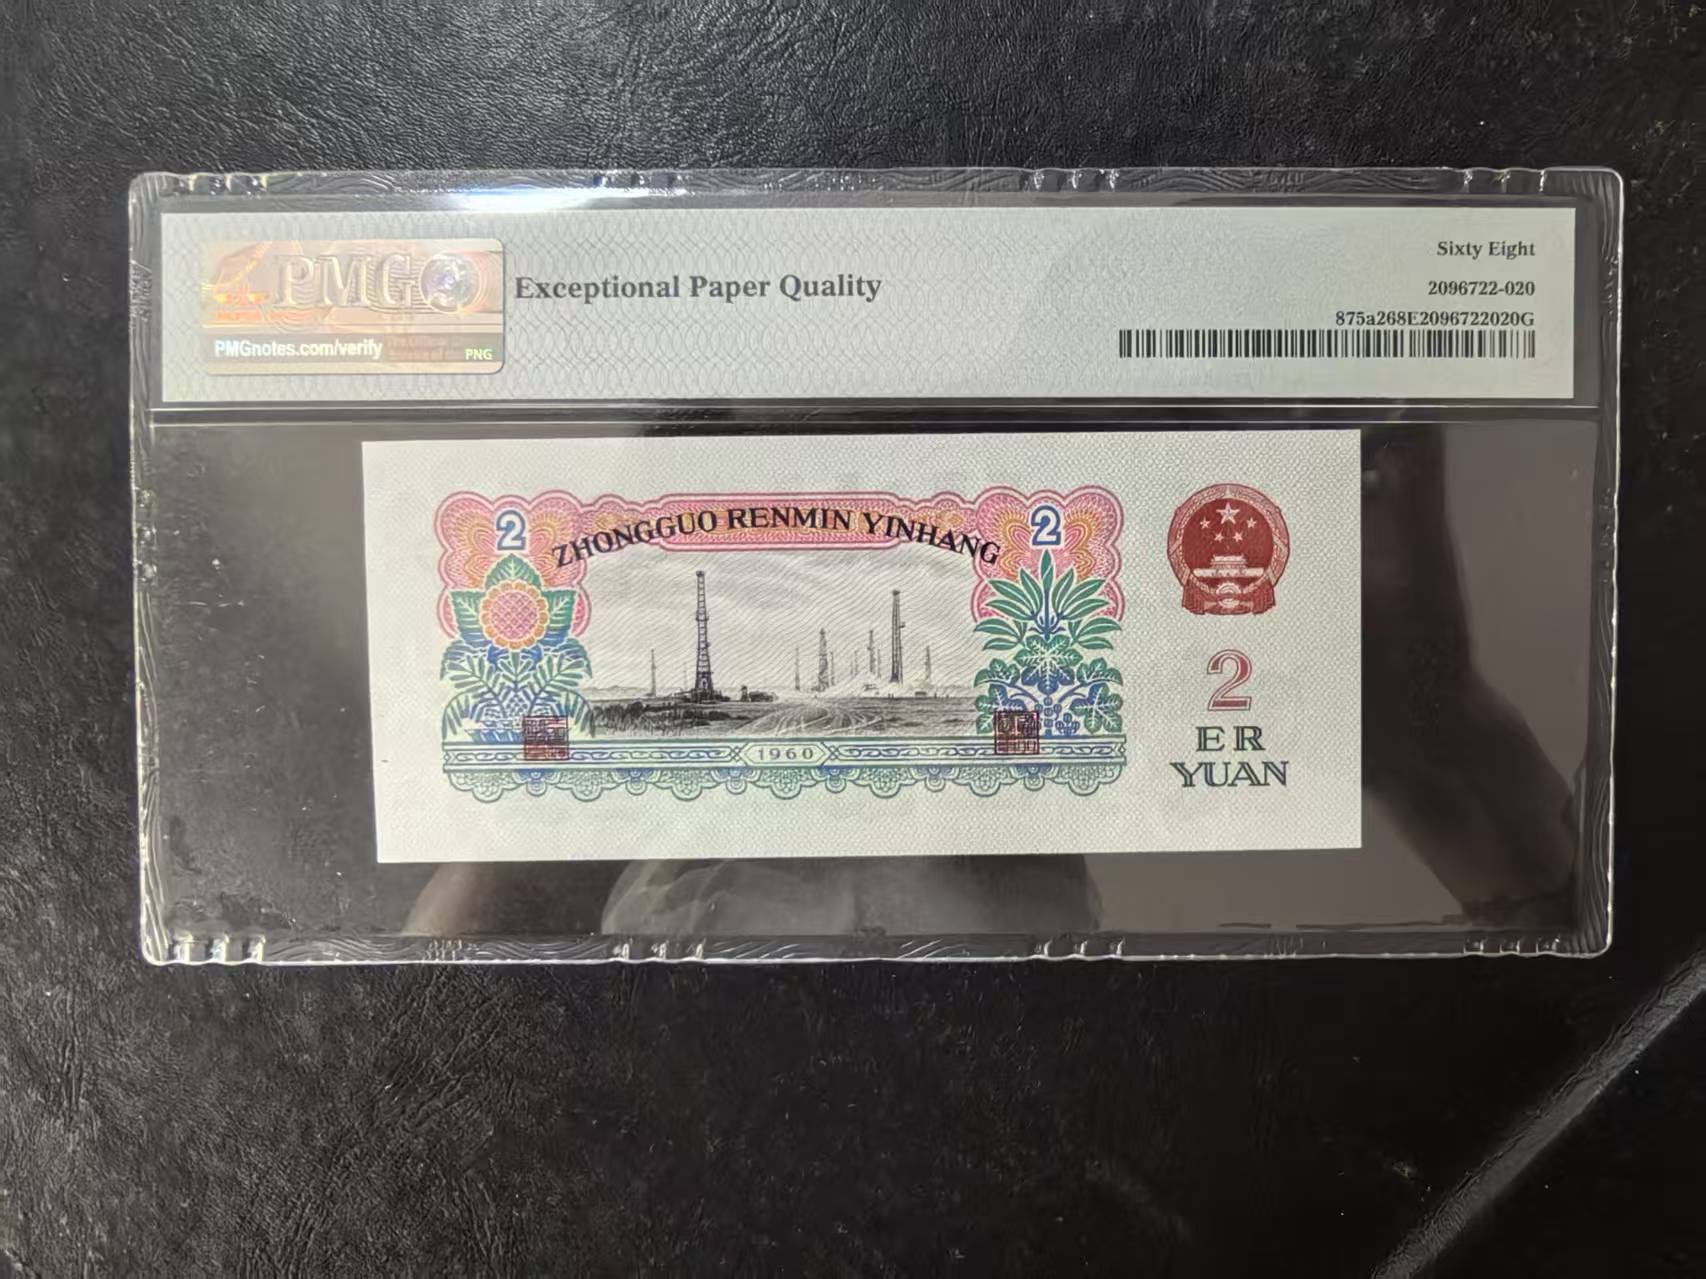 PMG
PMGnotes.com/verify
PNG
Exceptional Paper Quality
Sixty Eight
2096722-020
875a268E2096722020G
2
ZHONGGUO RENMIN YINHANG
2
1960
2
ER
YUAN